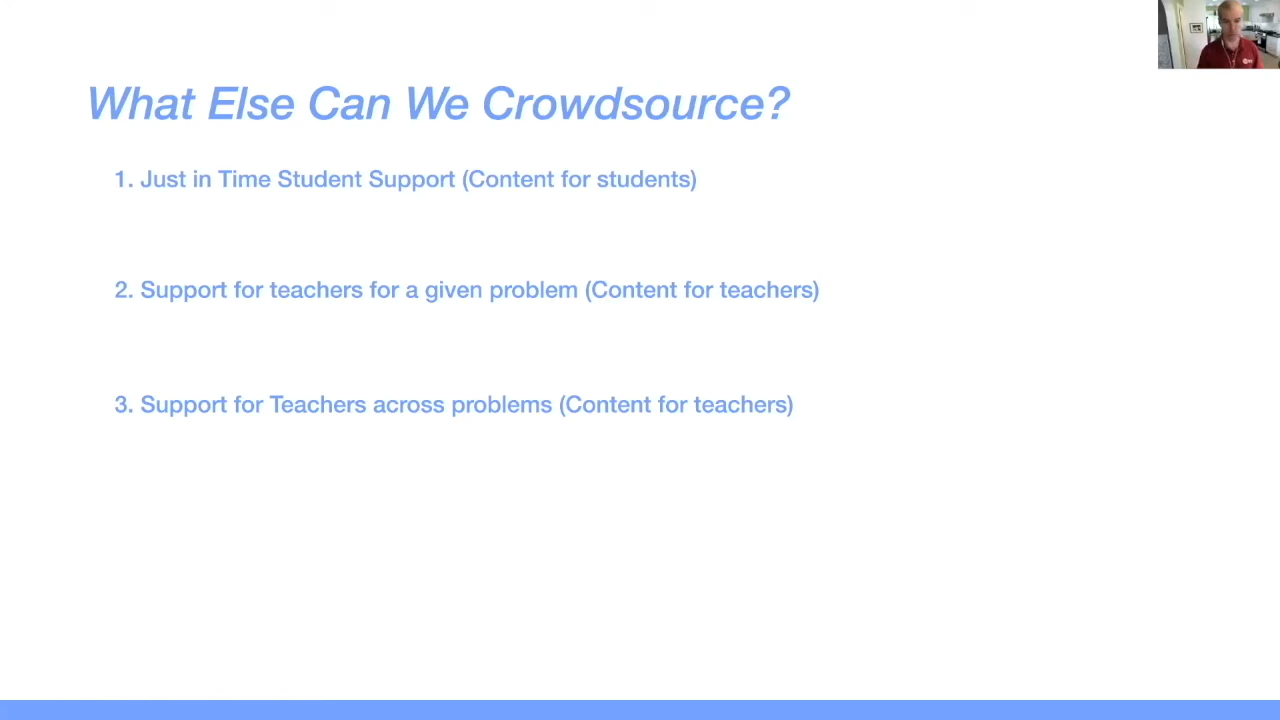 What Else Can We Crowdsource?
1. Just in Time Student Support (Content for students)
2. Support for teachers for a given problem (Content for teachers)
3. Support for Teachers across problems (Content for teachers)